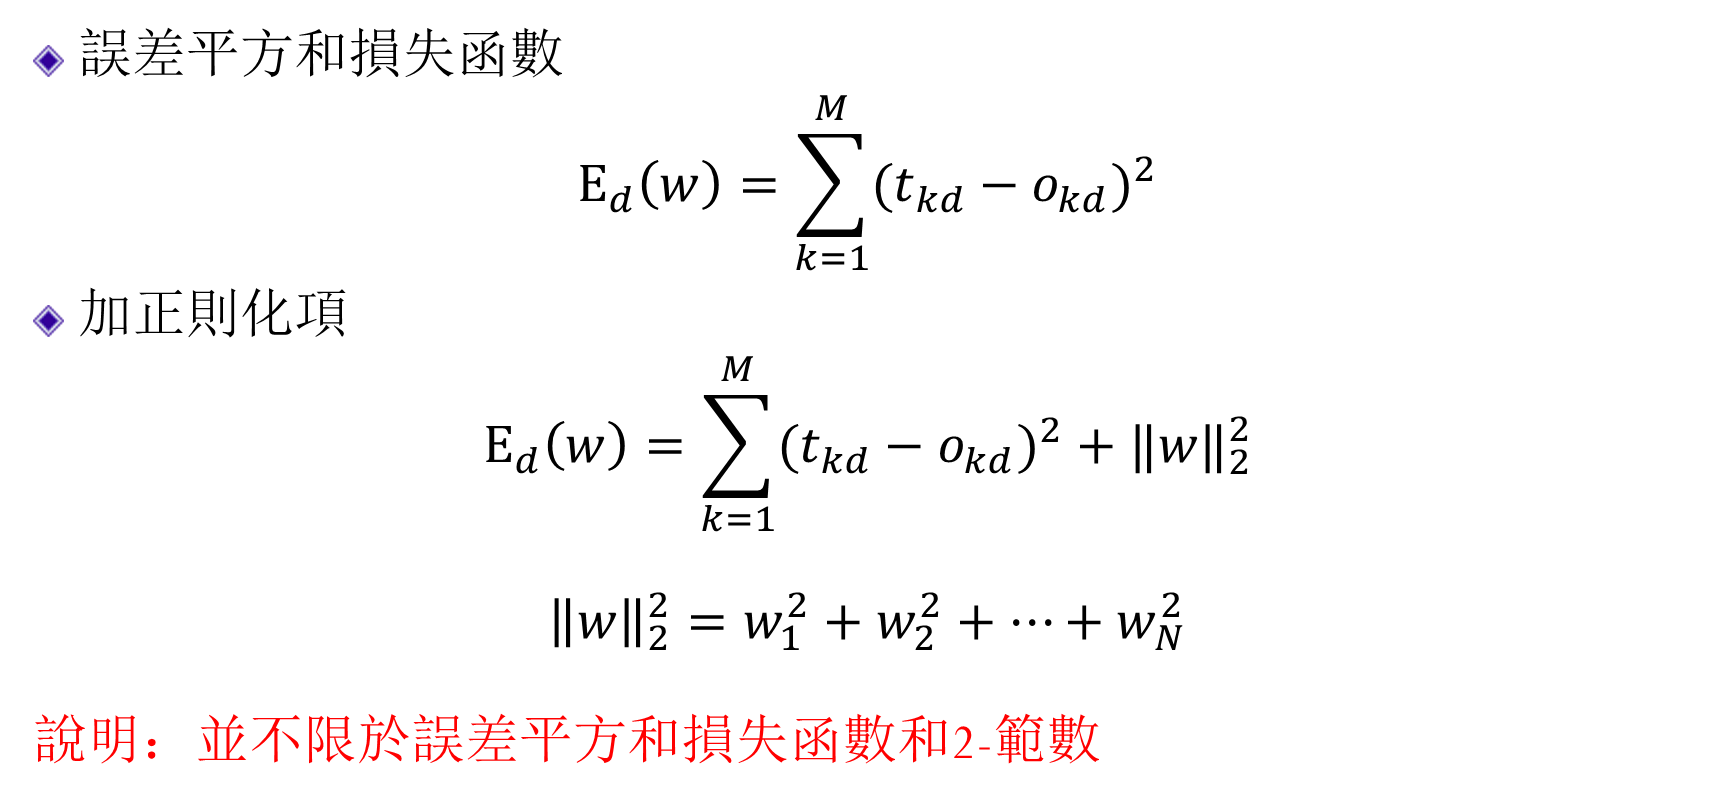 誤差平方和損失函數
E_d(w) = \sum_{k=1}^{M} (t_{kd} − o_{kd})^2
加正則化項
E_d(w) = \sum_{k=1}^{M} (t_{kd} − o_{kd})^2 + ‖w‖_2^2
‖w‖_2^2 = w_1^2 + w_2^2 + ⋯ + w_N^2
說明：並不限於誤差平方和損失函數和2-範數